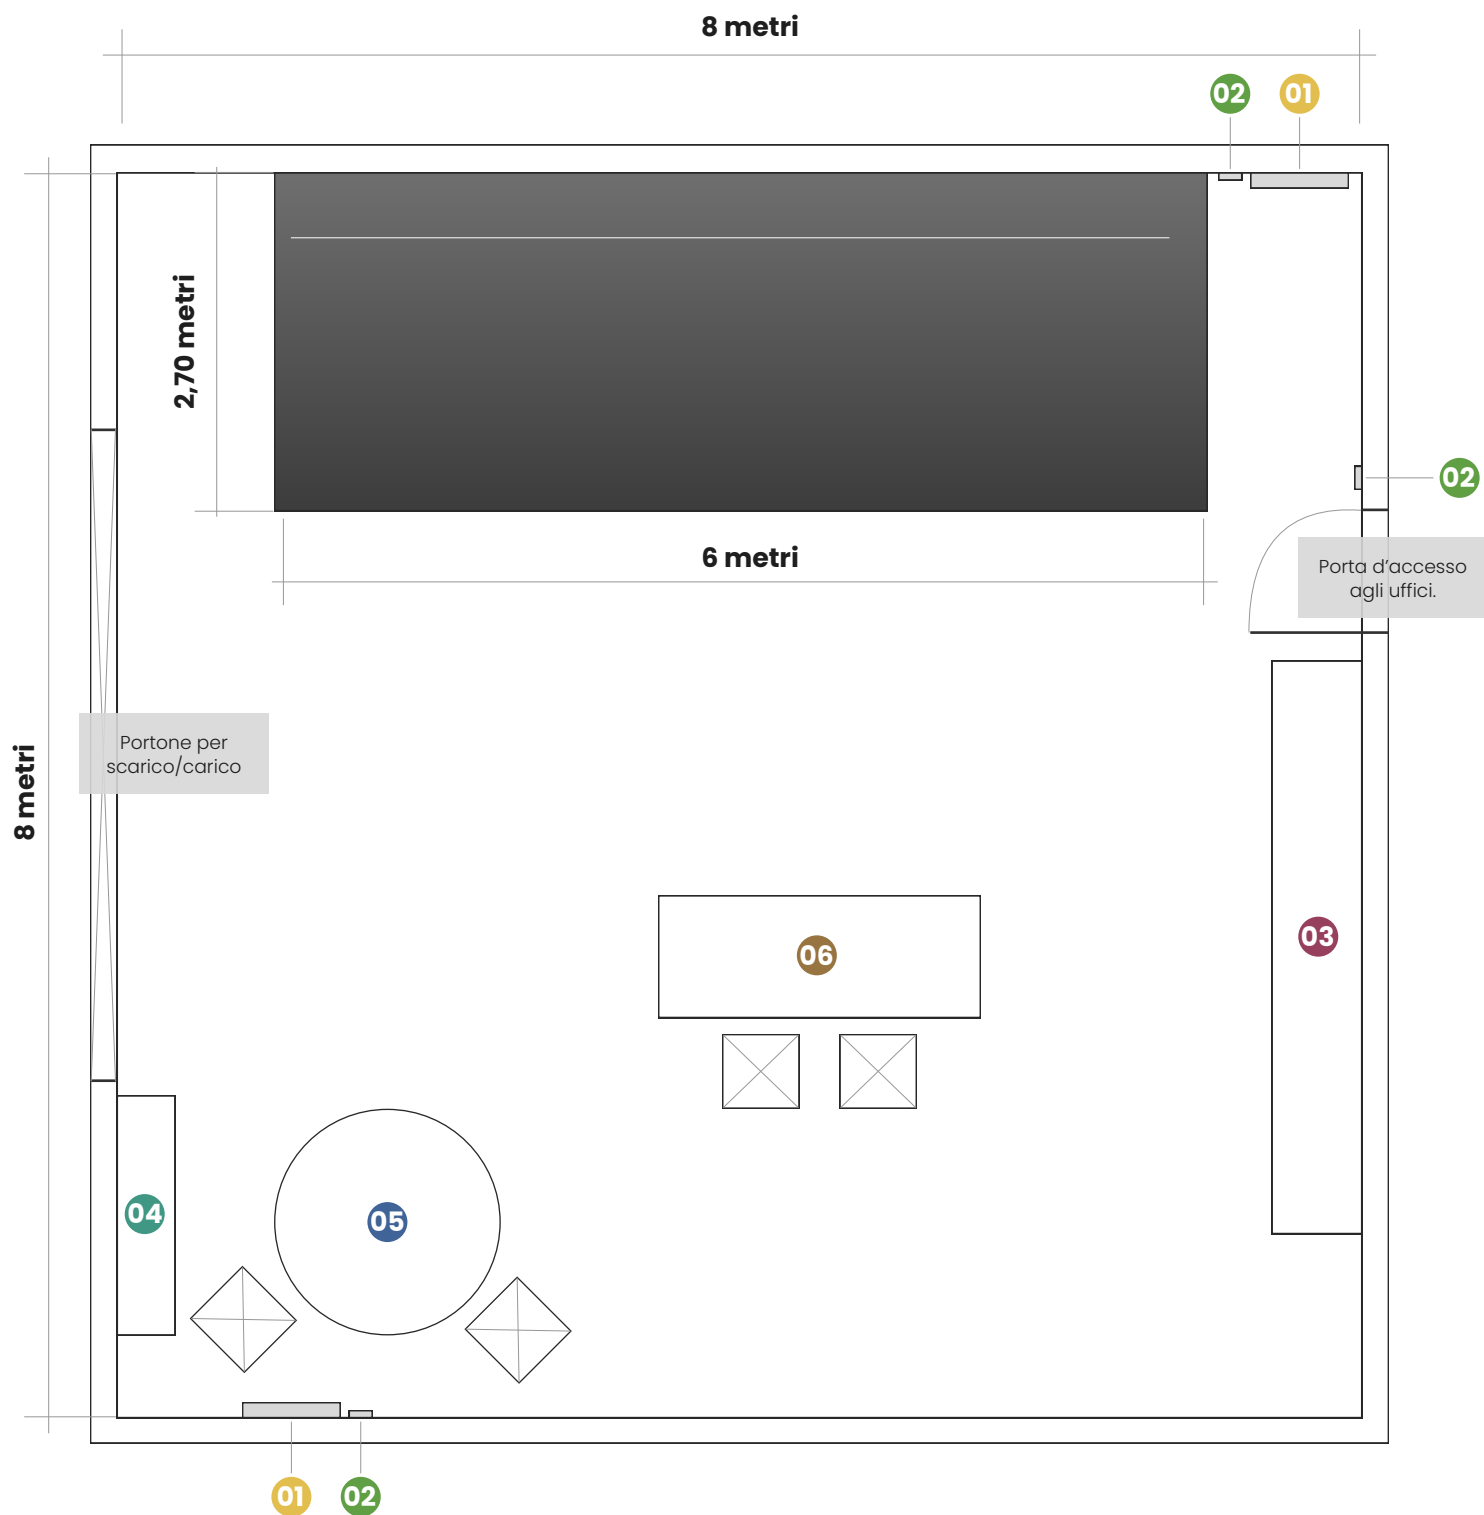 8 metri
02
01
2,70 metri
02
6 metri
Porta d’accesso
agli uffici.
Portone per
scarico/carico
8 metri
06
03
04
05
01
02